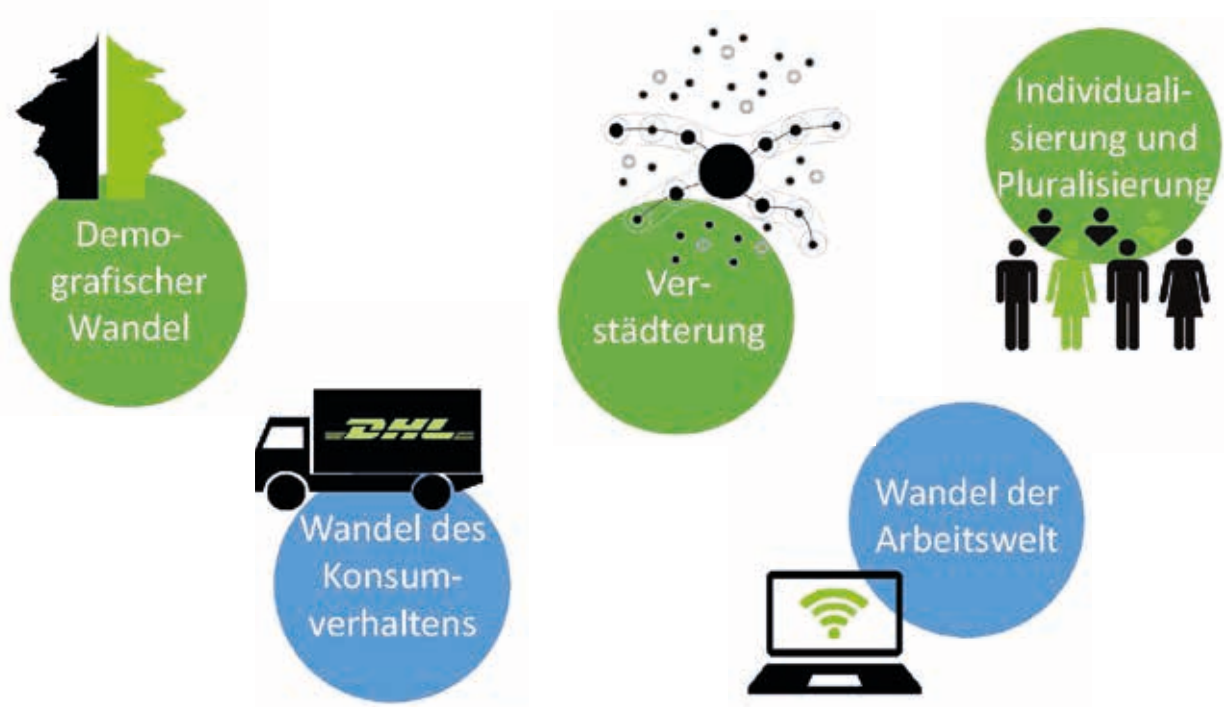 Demo-
grafischer
Wandel
Ver-
städterung
Individuali-
sierung und
Pluralisierung
DHL
Wandel des
Konsum-
verhaltens
Wandel der
Arbeitswelt